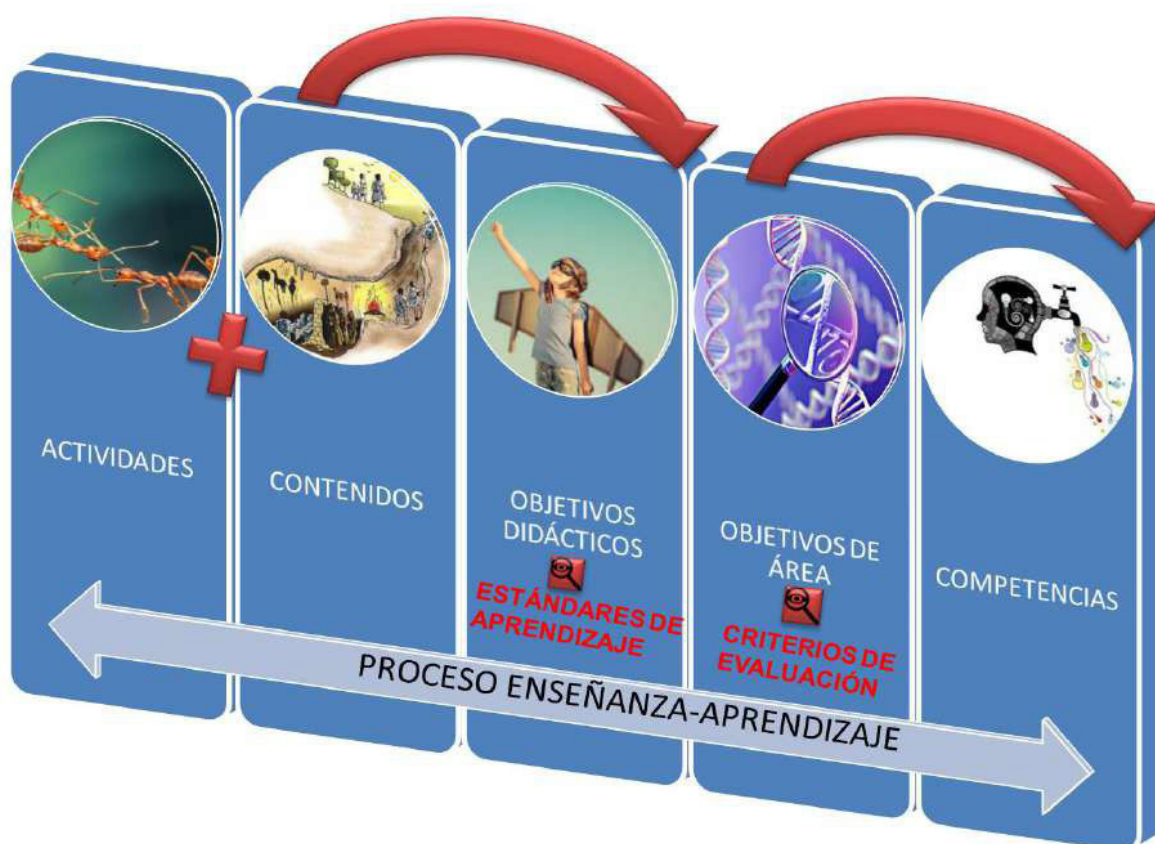 ACTIVIDADES
CONTENIDOS
OBJETIVOS
DIDÁCTICOS
ESTÁNDARES DE
APRENDIZAJE
OBJETIVOS DE
ÁREA
CRITERIOS DE
EVALUACIÓN
COMPETENCIAS
PROCESO ENSEÑANZA-APRENDIZAJE